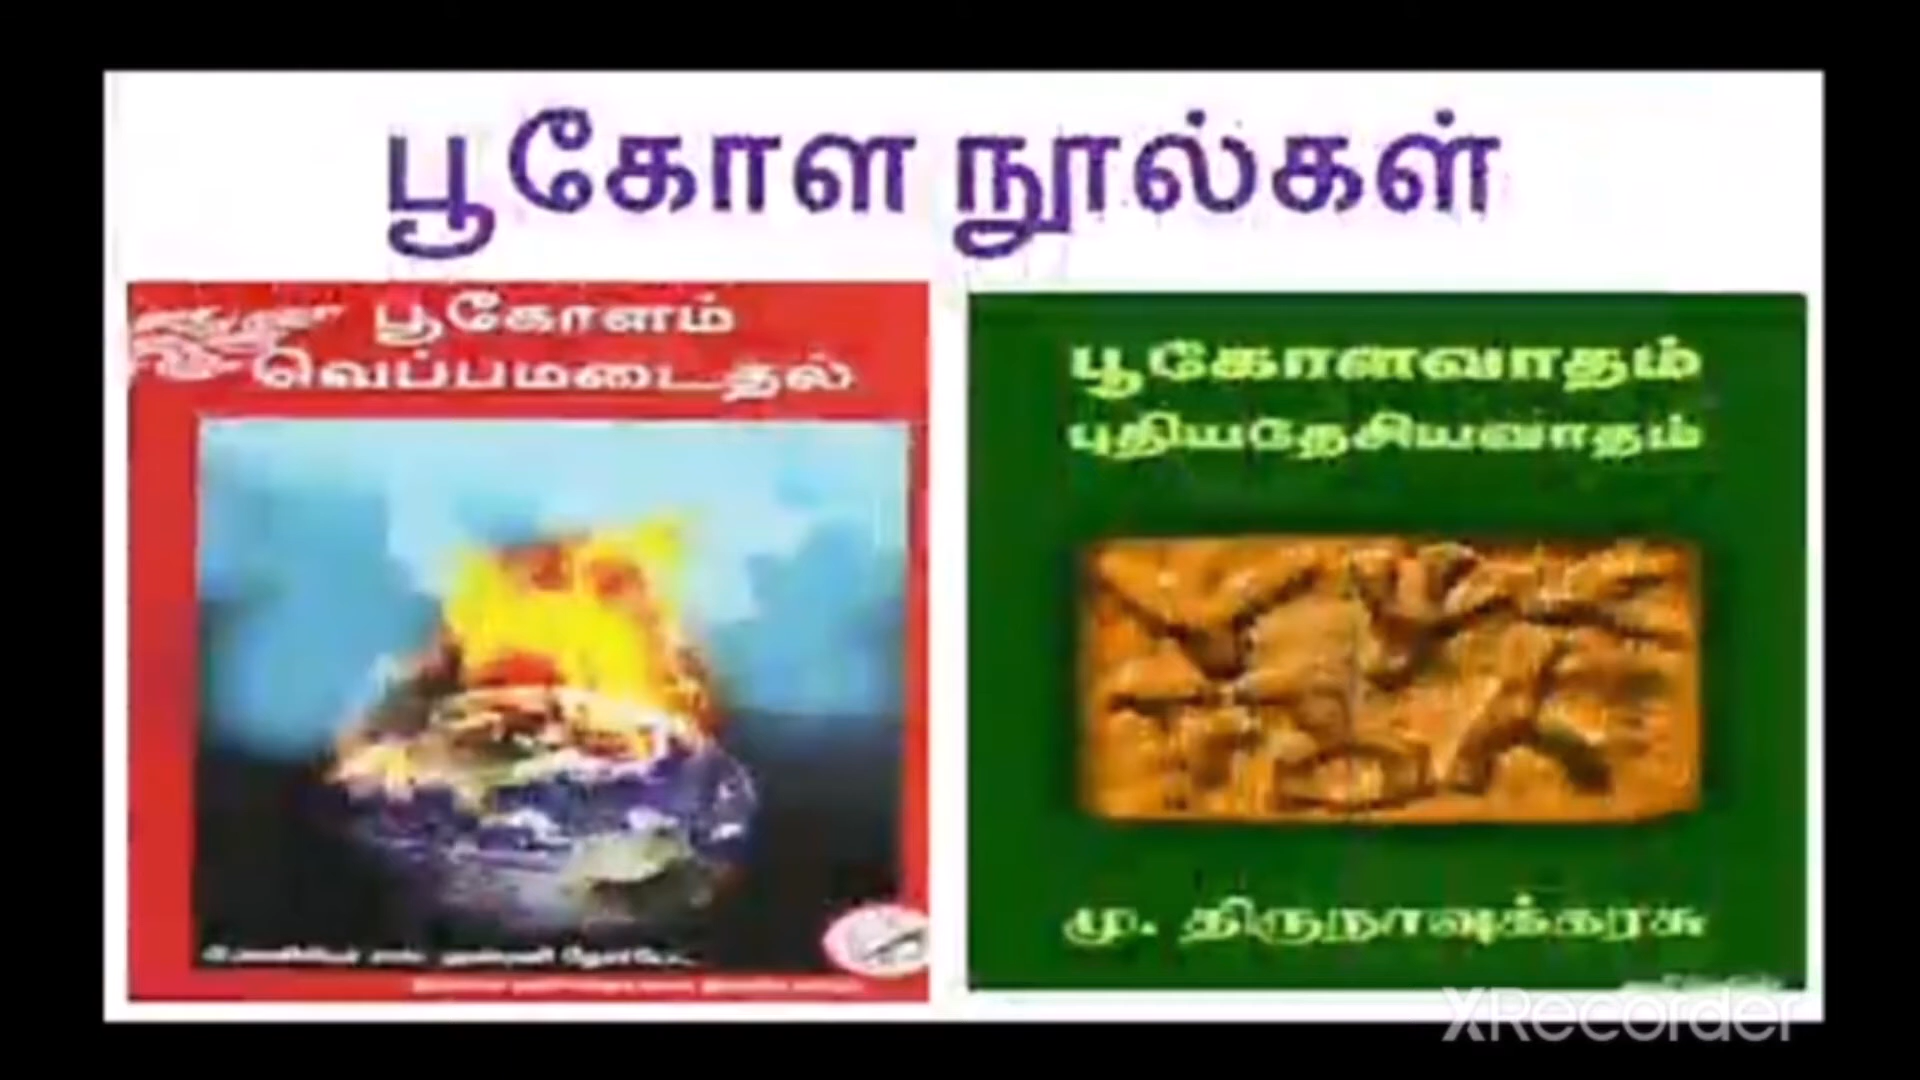 பூகோள நூல்கள்
பூகோளம்
வெப்பமடைதல்
பூகோளவாதம்
புதியதேசியவாதம்
மு. திருநாவுக்கரசு
XRecorder